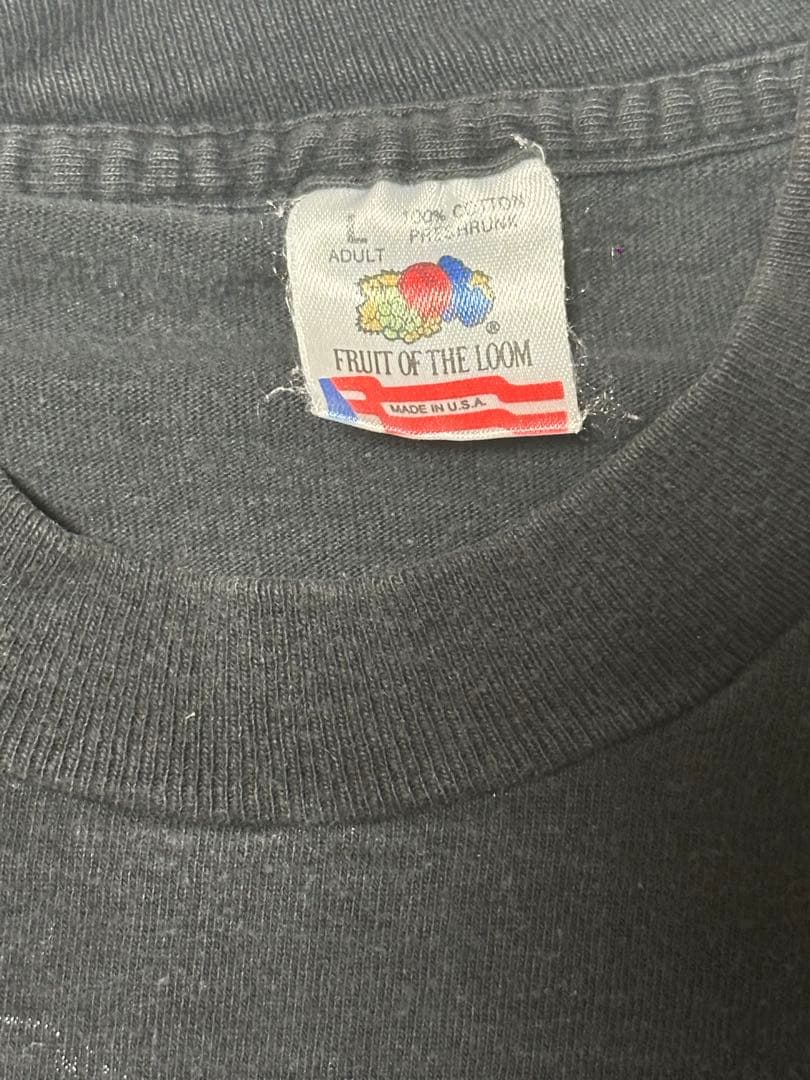 L 100% COTTON
ADULT PRESHRUNK
®
FRUIT OF THE LOOM
MADE IN U.S.A.